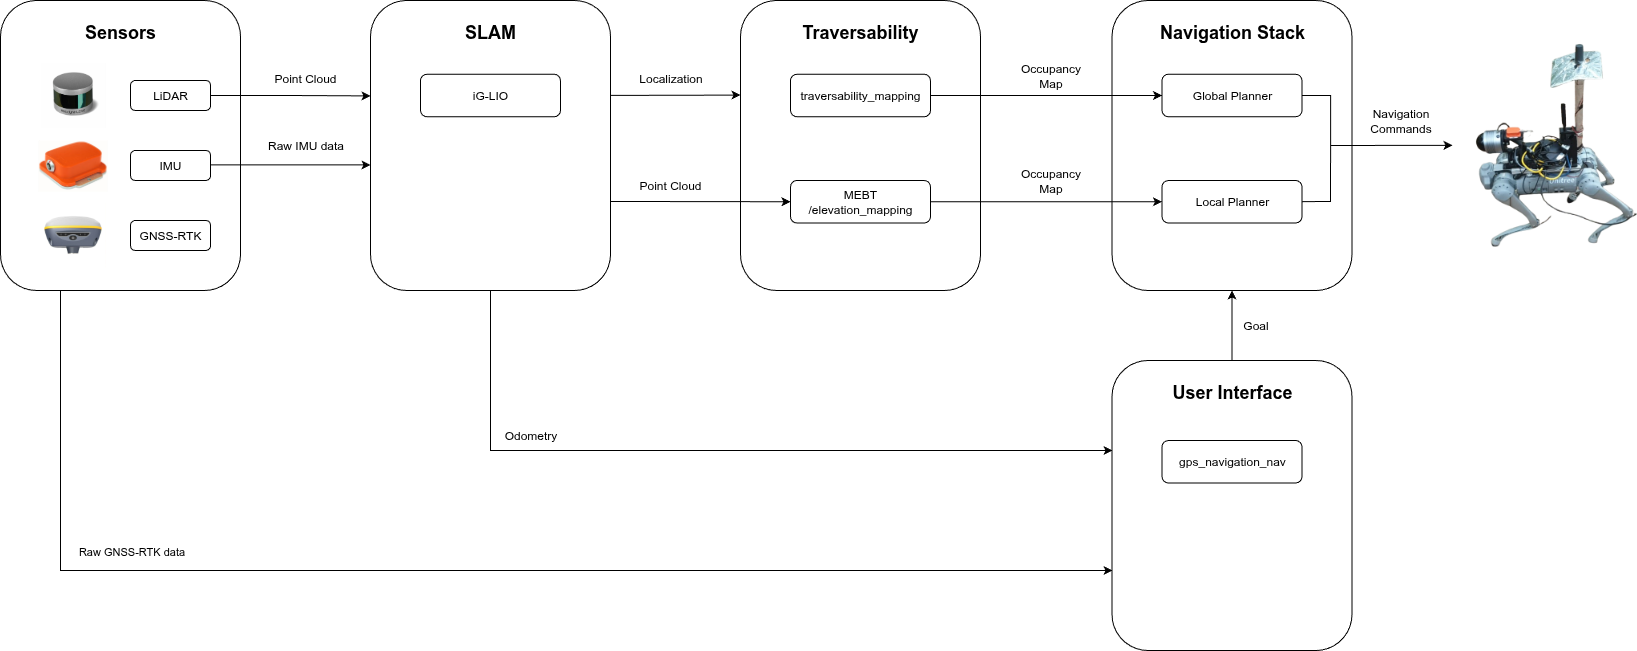 Sensors
LiDAR
IMU
GNSS-RTK
Point Cloud
Raw IMU data
SLAM
iG-LIO
Localization
Point Cloud
Traversability
traversability_mapping
MEBT
/elevation_mapping
Occupancy
Map
Occupancy
Map
Navigation Stack
Global Planner
Local Planner
Navigation
Commands
Goal
User Interface
gps_navigation_nav
Odometry
Raw GNSS-RTK data